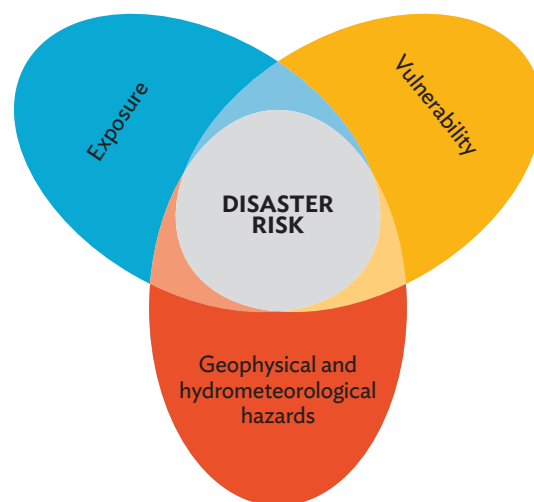 Exposure
Vulnerability
DISASTER
RISK
Geophysical and
hydrometeorological
hazards